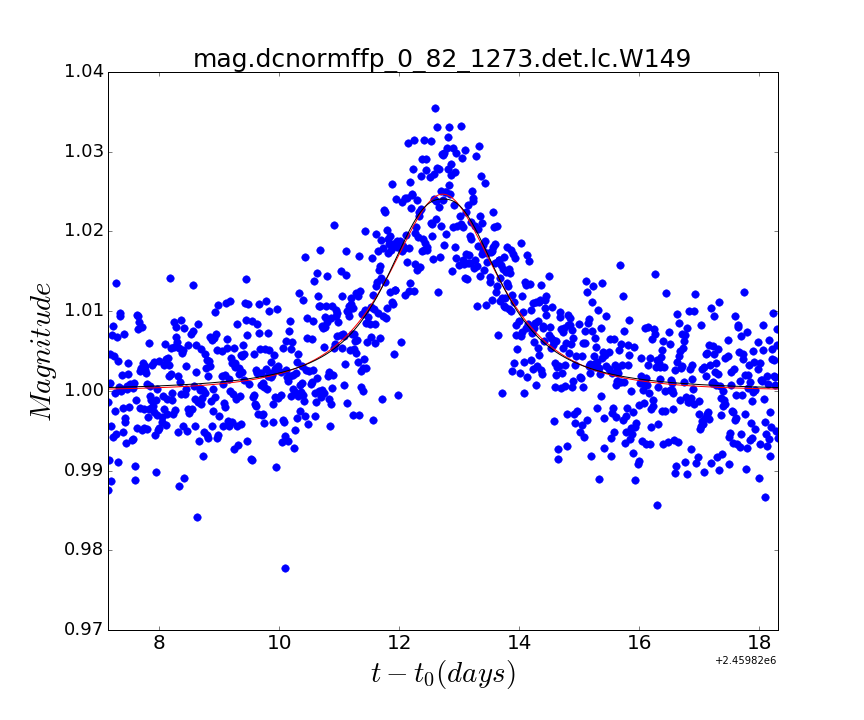 mag.dcnormffp_0_82_1273.det.lc.W149
1.04
1.03
1.02
1.01
1.00
0.99
0.98
0.97
Magnitude
8 10 12 14 16 18
+2.45982e6
t − t₀(days)